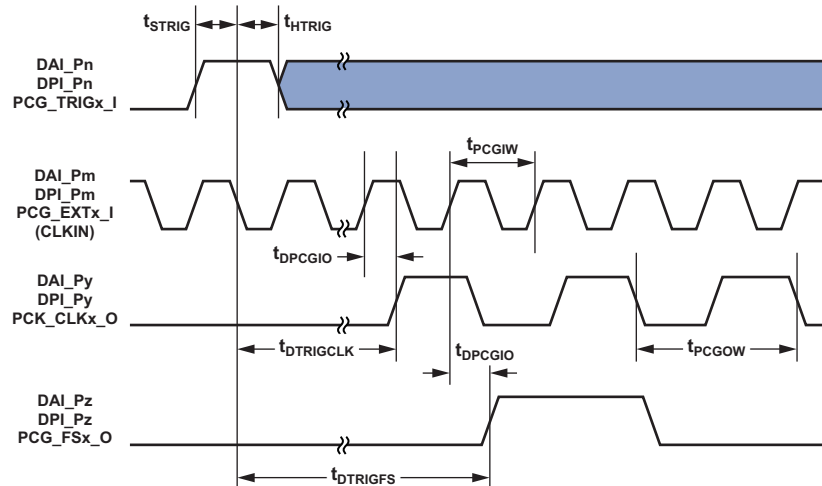 tSTRIG
tHTRIG
DAI_Pn
DPI_Pn
PCG_TRIGx_I
tPCGIW
DAI_Pm
DPI_Pm
PCG_EXTx_I
(CLKIN)
tDPCGIO
DAI_Py
DPI_Py
PCK_CLKx_O
tDTRIGCLK
tDPCGIO
tPCGOW
DAI_Pz
DPI_Pz
PCG_FSx_O
tDTRIGFS